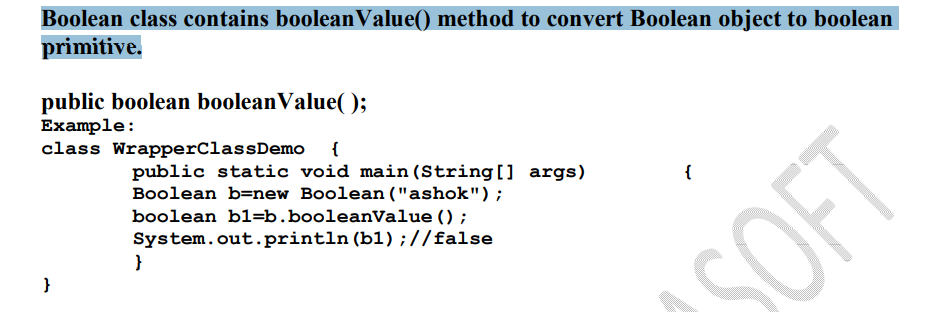 Boolean class contains booleanValue() method to convert Boolean object to boolean
primitive.
public boolean booleanValue( );
Example:
class WrapperClassDemo {
public static void main(String[] args) {
Boolean b=new Boolean("ashok");
boolean b1=b.booleanValue();
System.out.println(b1);//false
}
}